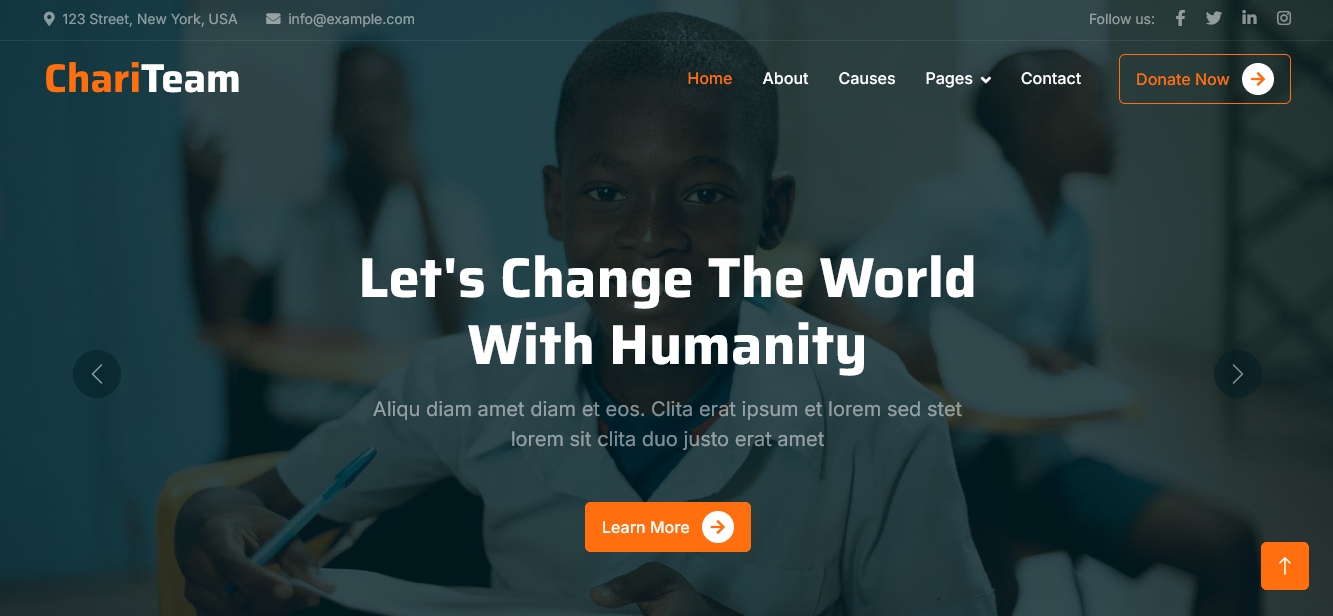 123 Street, New York, USA
info@example.com
Follow us:
ChariTeam
Home
About
Causes
Pages
Contact
Donate Now
Let's Change The World
With Humanity
Aliqu diam amet diam et eos. Clita erat ipsum et lorem sed stet
lorem sit clita duo justo erat amet
Learn More